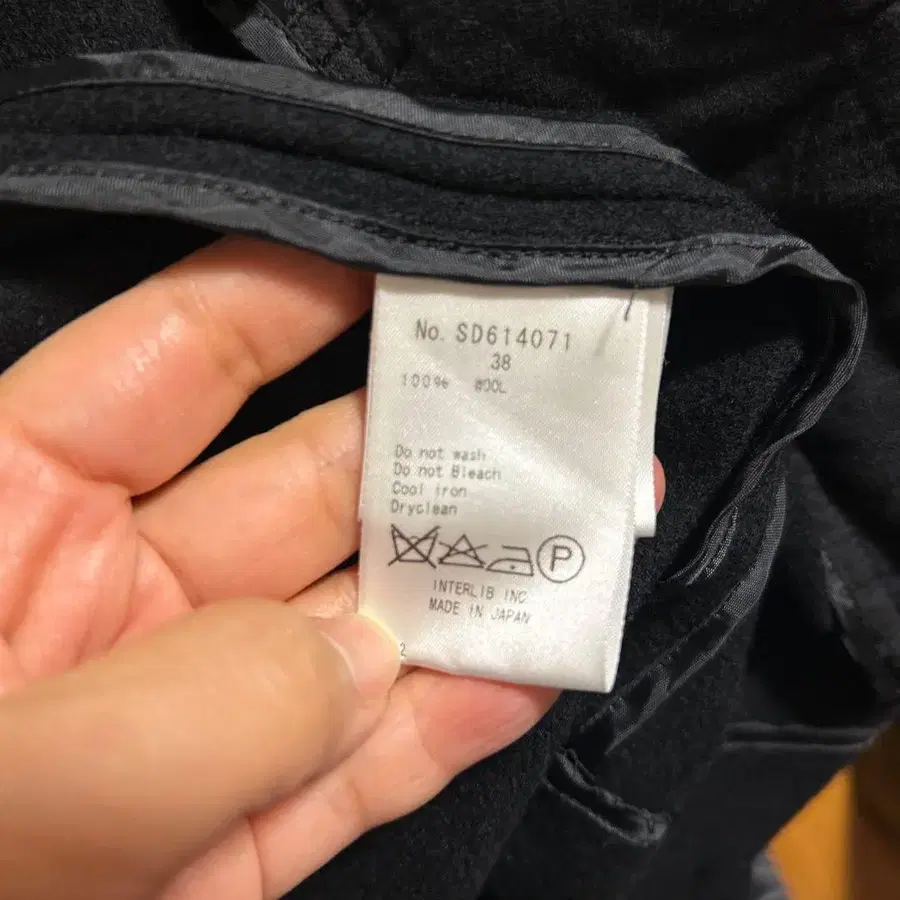 No. SD614071
38
100% WOOL
Do not wash
Do not Bleach
Cool iron
Dryclean
P
INTERLIB INC
MADE IN JAPAN
2